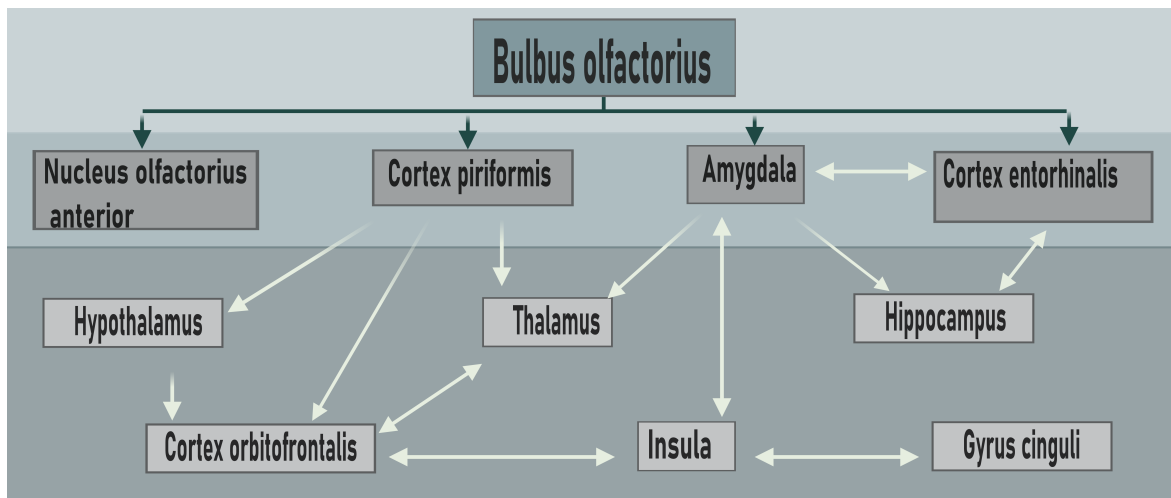 Bulbus olfactorius
Nucleus olfactorius
anterior
Cortex piriformis
Amygdala
Cortex entorhinalis
Hypothalamus
Thalamus
Hippocampus
Cortex orbitofrontalis
Insula
Gyrus cinguli